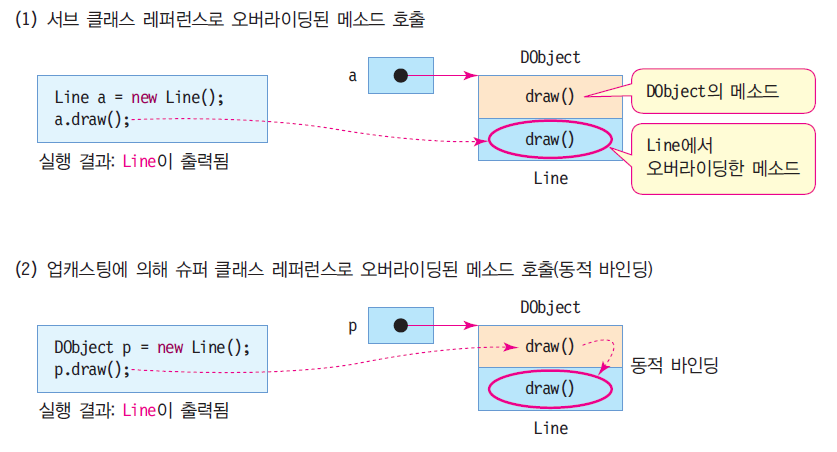 (1) 서브 클래스 레퍼런스로 오버라이딩된 메소드 호출
Line a = new Line();
a.draw();
실행 결과: Line이 출력됨
a
DObject
draw()
draw()
Line
DObject의 메소드
Line에서
오버라이딩한 메소드
(2) 업캐스팅에 의해 슈퍼 클래스 레퍼런스로 오버라이딩된 메소드 호출(동적 바인딩)
DObject p = new Line();
p.draw();
실행 결과: Line이 출력됨
p
DObject
draw()
draw()
Line
동적 바인딩